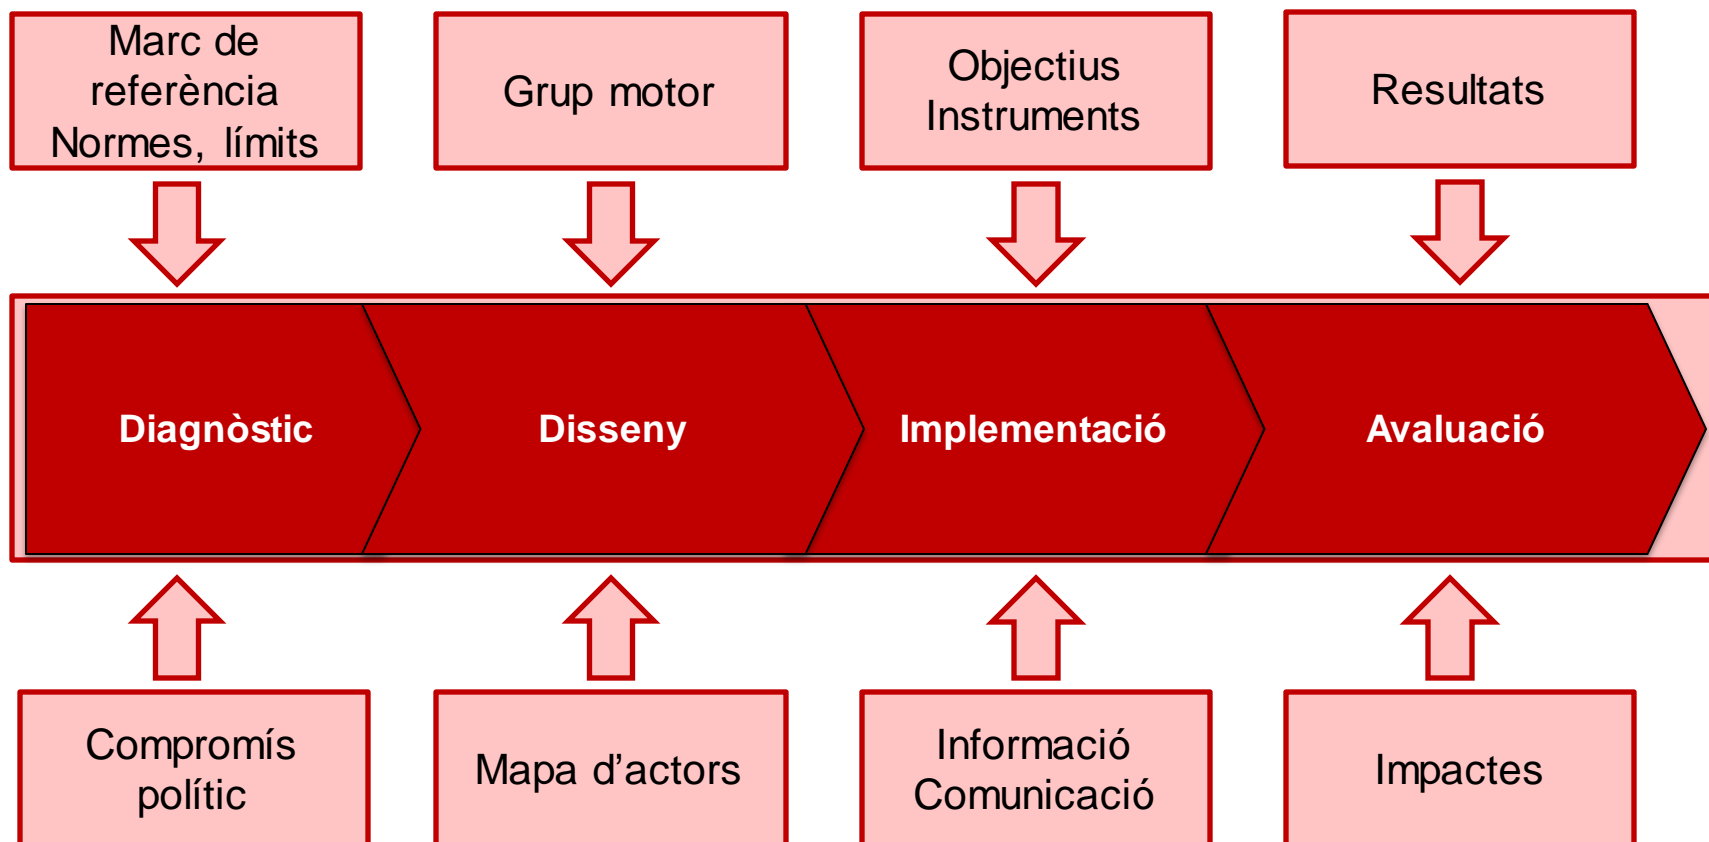 Marc de
referència
Normes, límits
Grup motor
Objectius
Instruments
Resultats
Diagnòstic
Disseny
Implementació
Avaluació
Compromís
polític
Mapa d’actors
Informació
Comunicació
Impactes